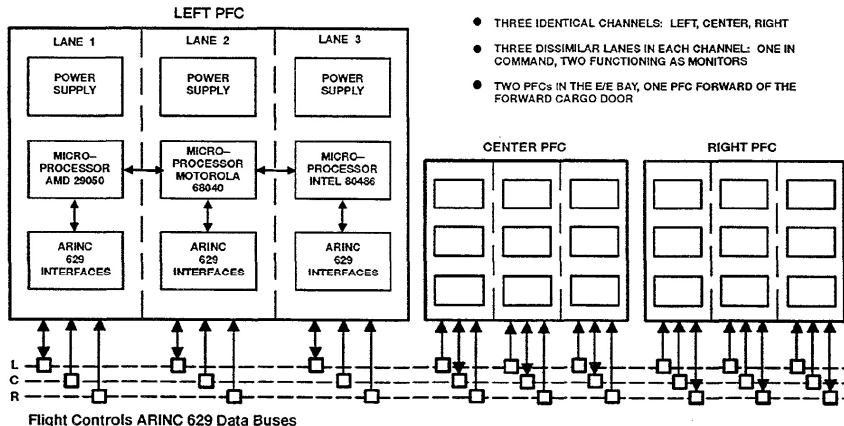 LEFT PFC
LANE 1
LANE 2
LANE 3
POWER
SUPPLY
POWER
SUPPLY
POWER
SUPPLY
MICRO–
PROCESSOR
AMD 29050
MICRO–
PROCESSOR
MOTOROLA
68040
MICRO–
PROCESSOR
INTEL 80486
ARINC
629
INTERFACES
ARINC
629
INTERFACES
ARINC
629
INTERFACES
● THREE IDENTICAL CHANNELS: LEFT, CENTER, RIGHT
● THREE DISSIMILAR LANES IN EACH CHANNEL: ONE IN
COMMAND, TWO FUNCTIONING AS MONITORS
● TWO PFCs IN THE E/E BAY, ONE PFC FORWARD OF THE
FORWARD CARGO DOOR
CENTER PFC
RIGHT PFC
L
C
R
Flight Controls ARINC 629 Data Buses